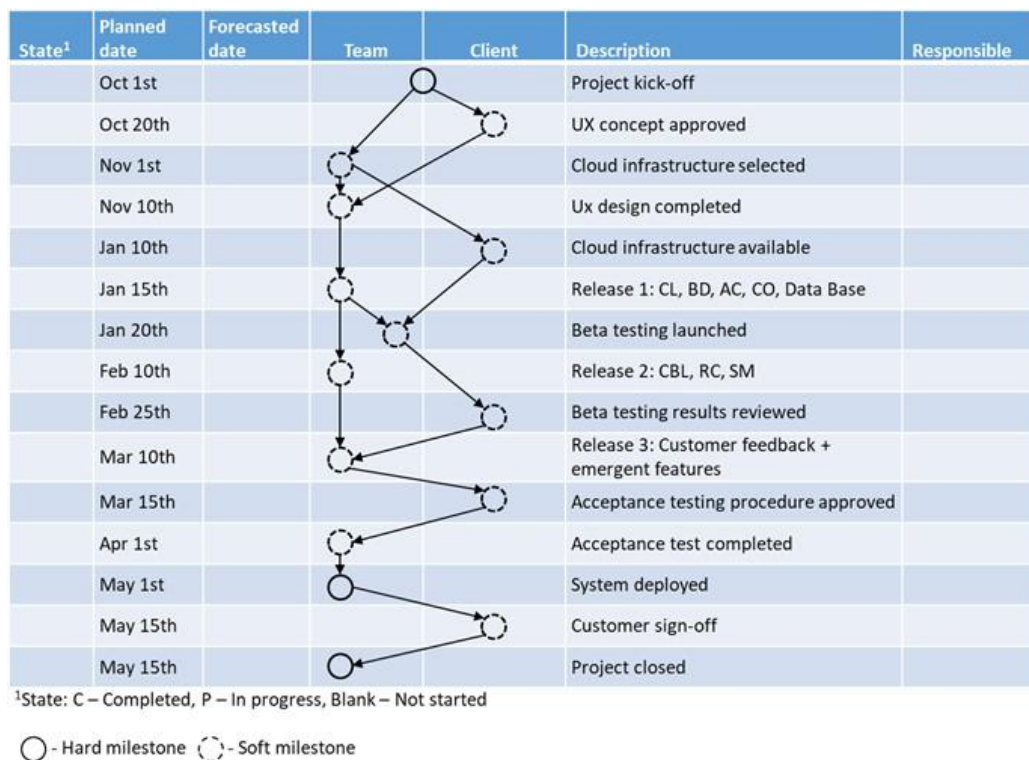 State¹ Planned date Forecasted date Team Client Description Responsible
Oct 1st Project kick-off
Oct 20th UX concept approved
Nov 1st Cloud infrastructure selected
Nov 10th Ux design completed
Jan 10th Cloud infrastructure available
Jan 15th Release 1: CL, BD, AC, CO, Data Base
Jan 20th Beta testing launched
Feb 10th Release 2: CBL, RC, SM
Feb 25th Beta testing results reviewed
Mar 10th Release 3: Customer feedback +
emergent features
Mar 15th Acceptance testing procedure approved
Apr 1st Acceptance test completed
May 1st System deployed
May 15th Customer sign-off
May 15th Project closed
¹State: C – Completed, P – In progress, Blank – Not started
- Hard milestone - Soft milestone